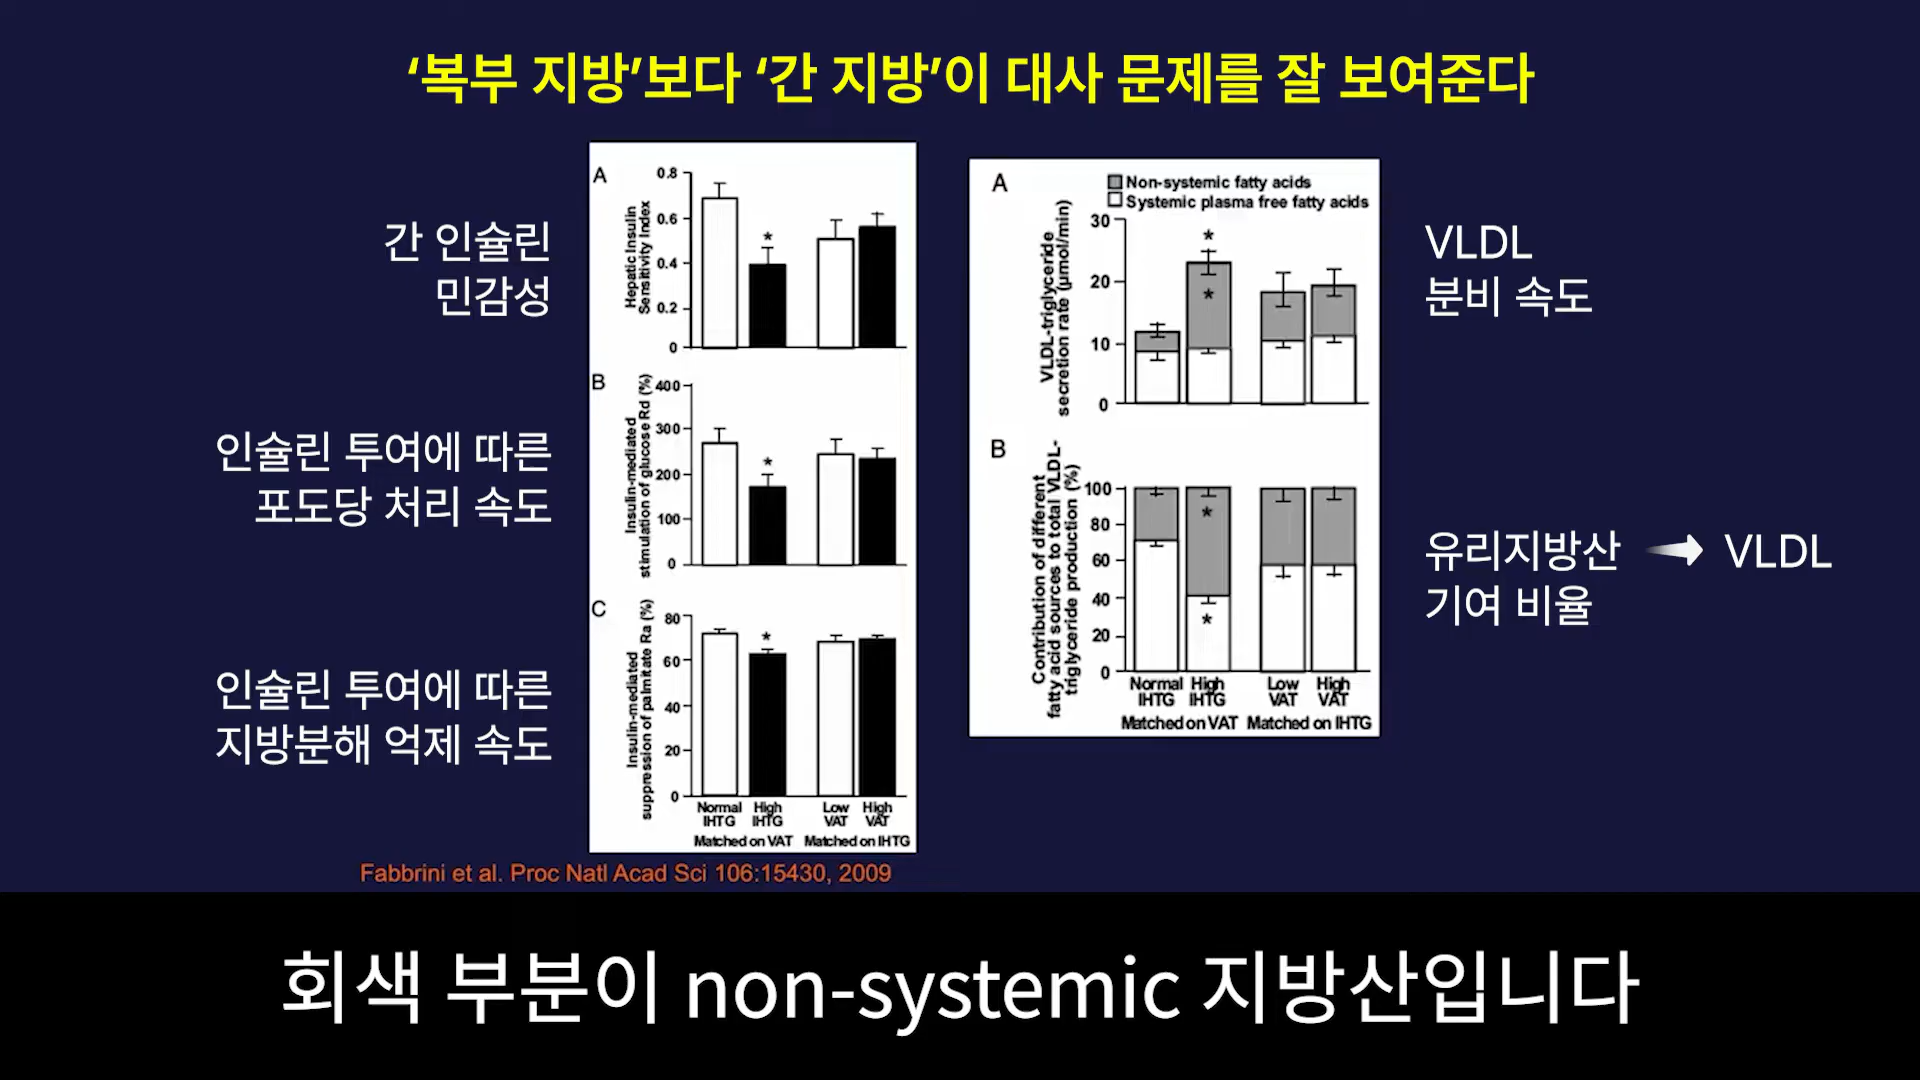 ‘복부 지방’보다 ‘간 지방’이 대사 문제를 잘 보여준다
간 인슐린
민감성
인슐린 투여에 따른
포도당 처리 속도
인슐린 투여에 따른
지방분해 억제 속도
A
Hepatic Insulin
Sensitivity Index
0.8
0.6
0.4
0.2
0
*
B
Insulin-mediated
stimulation of glucose Rd (%)
400
300
200
100
0
*
C
Insulin-mediated
suppression of palmitate Ra (%)
80
60
40
20
0
*
Normal High Low High
IHTG IHTG VAT VAT
Matched on VAT Matched on IHTG
A
Non-systemic fatty acids
Systemic plasma free fatty acids
VLDL-triglyceride
secretion rate (µmol/min)
30
20
10
0
*
*
B
Contribution of different
fatty acid sources to total VLDL-
triglyceride production (%)
100
80
60
40
20
0
*
*
Normal High Low High
IHTG IHTG VAT VAT
Matched on VAT Matched on IHTG
VLDL
분비 속도
유리지방산 → VLDL
기여 비율
Fabbrini et al. Proc Natl Acad Sci 106:15430, 2009
회색 부분이 non-systemic 지방산입니다